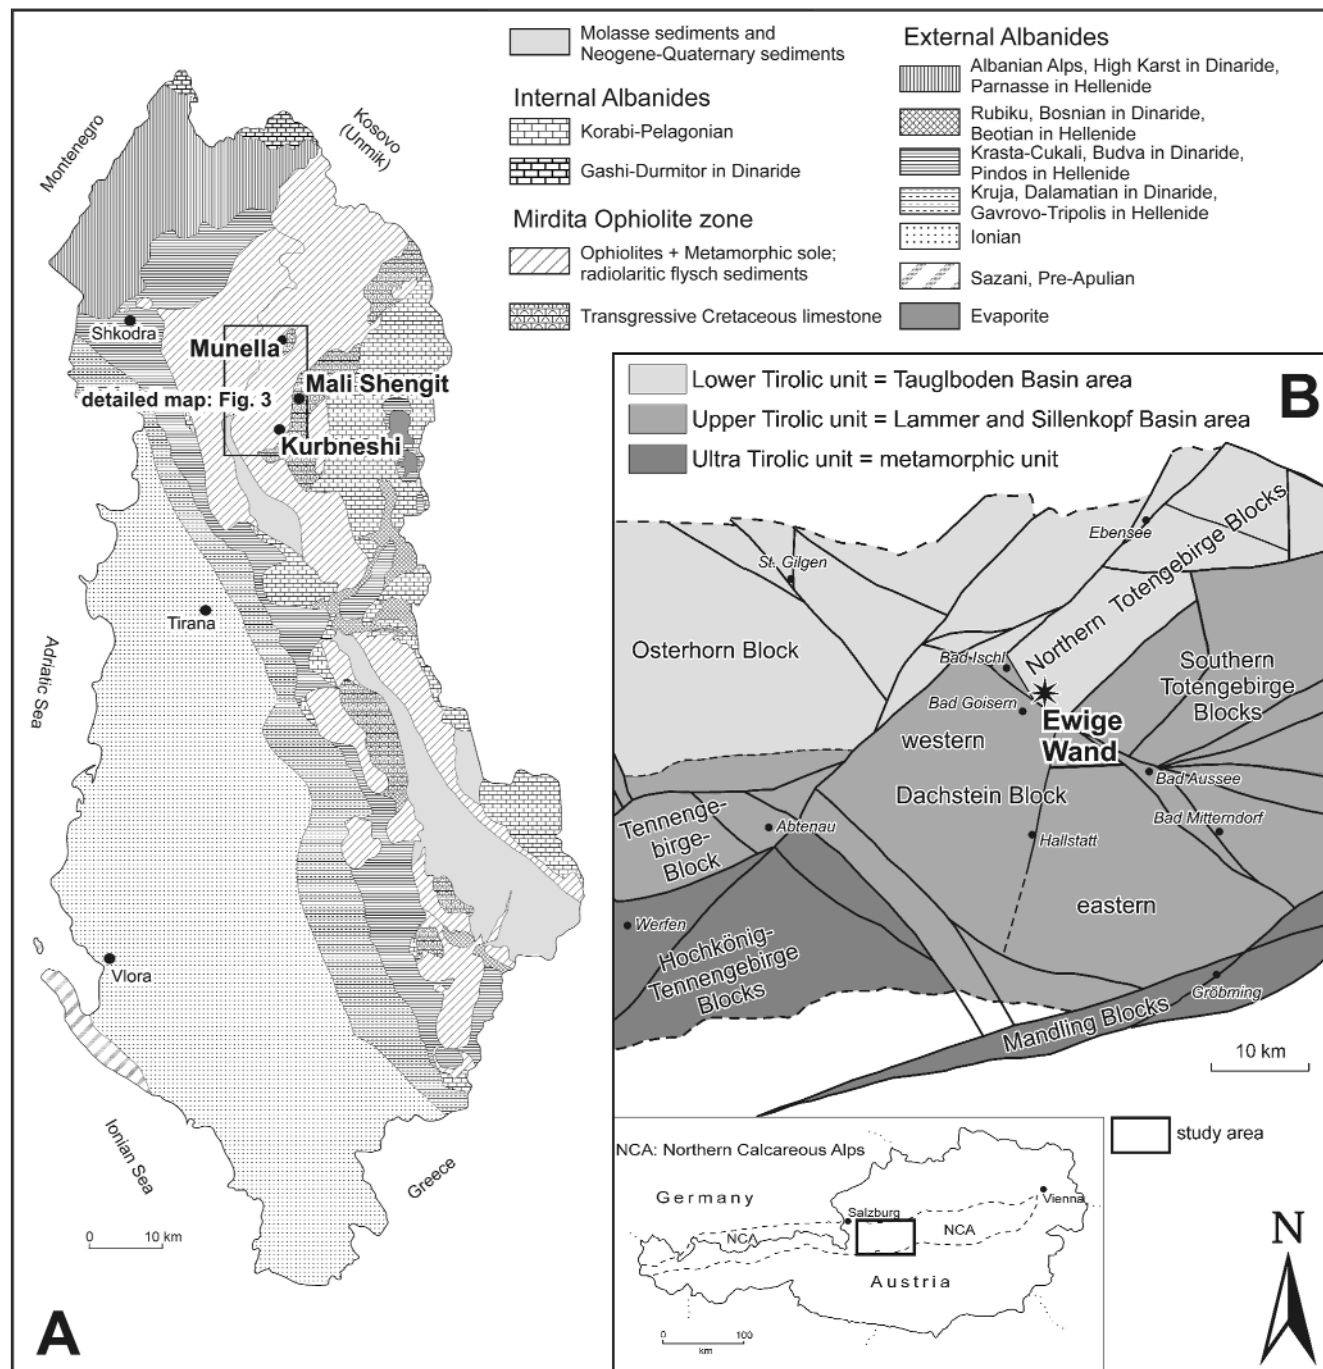 Molasse sediments and
Neogene-Quaternary sediments
Internal Albanides
Korabi-Pelagonian
Gashi-Durmitor in Dinaride
Mirdita Ophiolite zone
Ophiolites + Metamorphic sole;
radiolaritic flysch sediments
Transgressive Cretaceous limestone
External Albanides
Albanian Alps, High Karst in Dinaride,
Parnasse in Hellenide
Rubiku, Bosnian in Dinaride,
Beotian in Hellenide
Krasta-Cukali, Budva in Dinaride,
Pindos in Hellenide
Kruja, Dalamatian in Dinaride,
Gavrovo-Tripolis in Hellenide
Ionian
Sazani, Pre-Apulian
Evaporite
Montenegro
Kosovo
(Unmik)
Shkodra
Munella
Mali Shengit
detailed map: Fig. 3
Kurbneshi
Tirana
Adriatic Sea
Vlora
Ionian Sea
Greece
0 10 km
A
Lower Tirolic unit = Tauglboden Basin area
Upper Tirolic unit = Lammer and Sillenkopf Basin area
Ultra Tirolic unit = metamorphic unit
B
Ebensee
St. Gilgen
Northern Totengebirge Blocks
Osterhorn Block
Bad Ischl
Southern
Totengebirge
Blocks
Bad Goisern
Ewige
Wand
western
Bad Aussee
Dachstein Block
Tennenge-
birge-
Block
Abtenau
Hallstatt
Bad Mitterndorf
eastern
Werfen
Hochkönig-
Tennengebirge
Blocks
Gröbming
Mandling Blocks
10 km
NCA: Northern Calcareous Alps
study area
Germany
Vienna
Salzburg
NCA
NCA
Austria
0 100
km
N